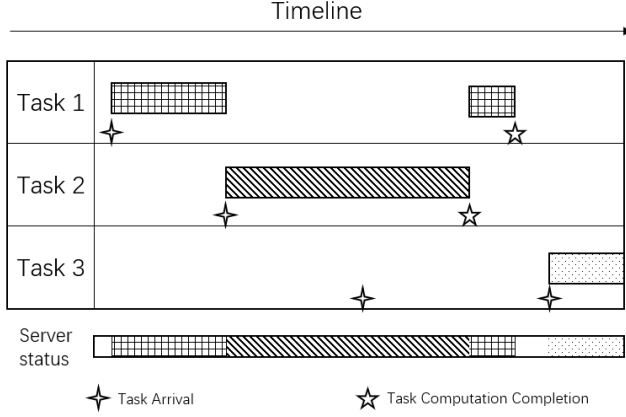 Timeline
Task 1
Task 2
Task 3
Server
status
Task Arrival
Task Computation Completion